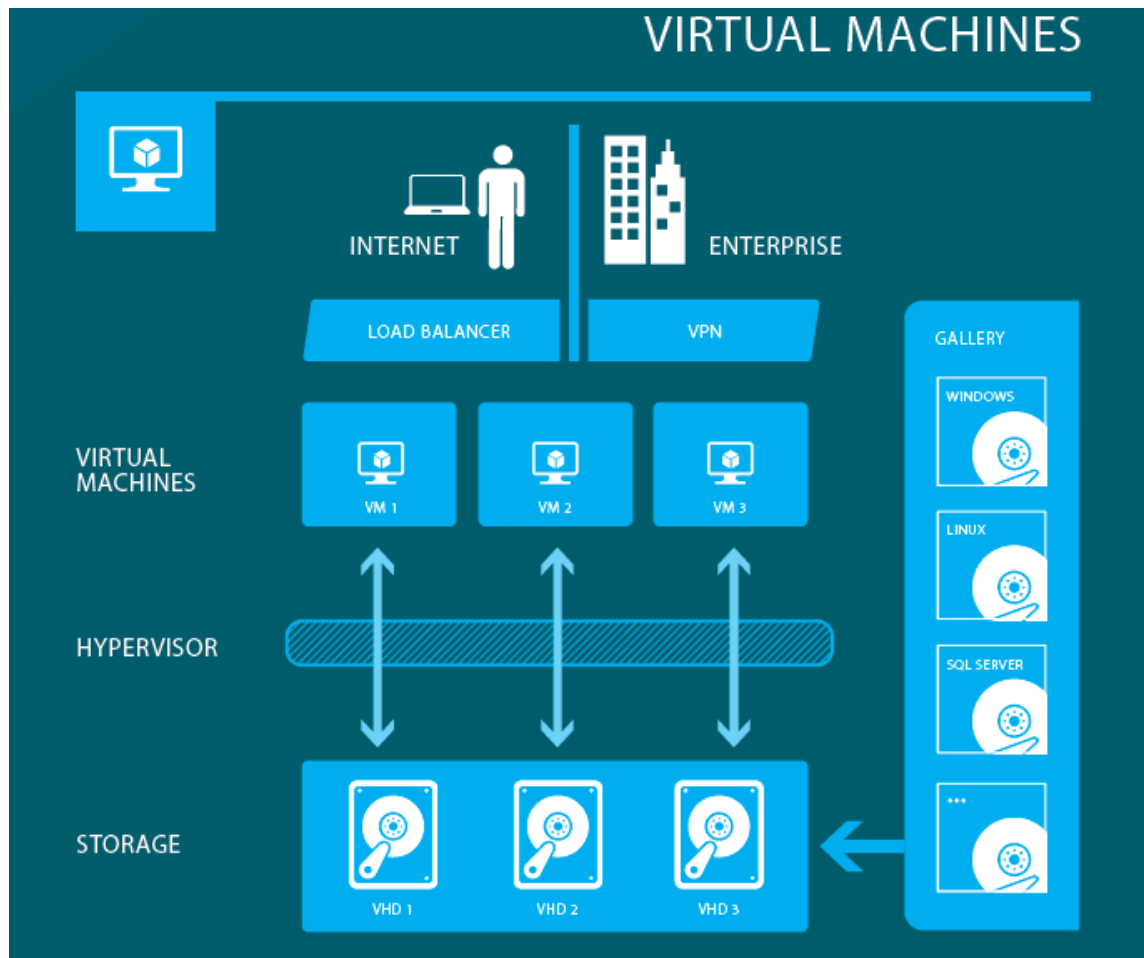 VIRTUAL MACHINES
INTERNET
ENTERPRISE
LOAD BALANCER
VPN
GALLERY
WINDOWS
LINUX
SQL SERVER
...
VIRTUAL
MACHINES
VM 1
VM 2
VM 3
HYPERVISOR
STORAGE
VHD 1
VHD 2
VHD 3